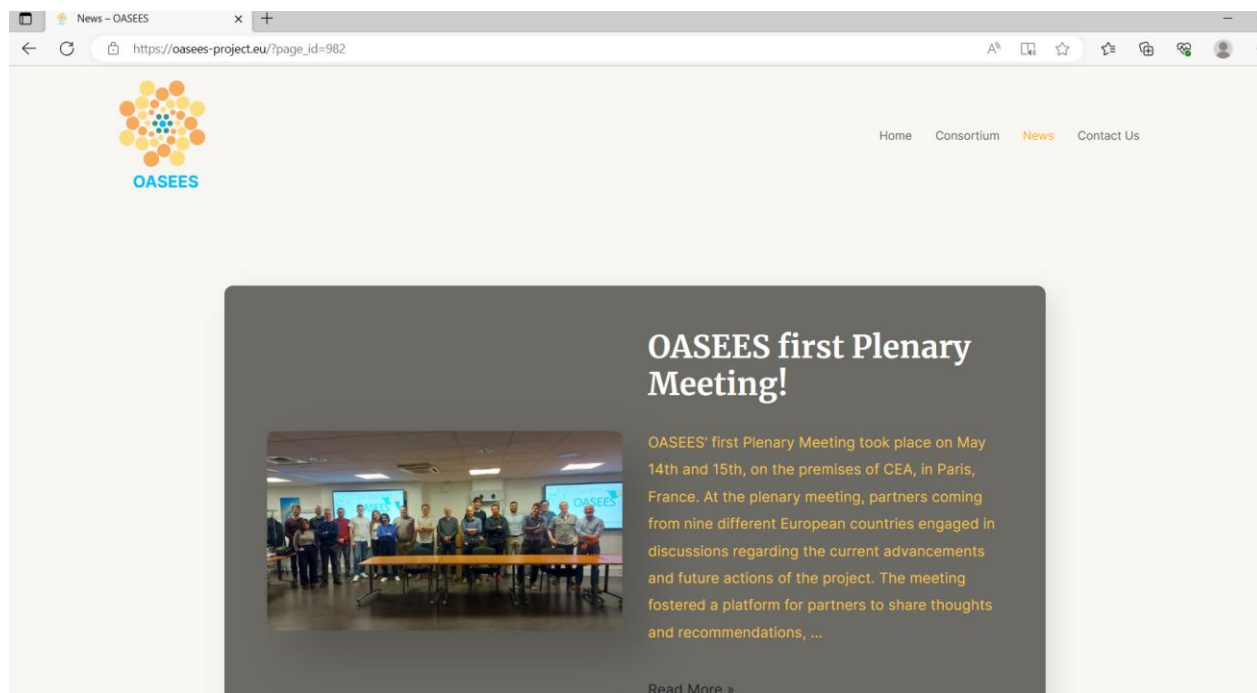 News – OASEES
https://oasees-project.eu/?page_id=982
OASEES
Home Consortium News Contact Us
OASEES first Plenary
Meeting!
OASEES’ first Plenary Meeting took place on May
14th and 15th, on the premises of CEA, in Paris,
France. At the plenary meeting, partners coming
from nine different European countries engaged in
discussions regarding the current advancements
and future actions of the project. The meeting
fostered a platform for partners to share thoughts
and recommendations, ...
OASEES
OASEES
Read More »